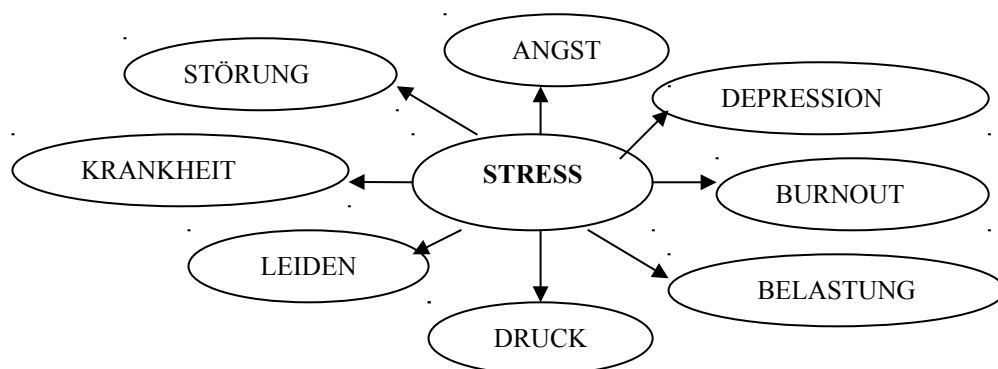 ANGST
STÖRUNG
DEPRESSION
KRANKHEIT
STRESS
BURNOUT
LEIDEN
BELASTUNG
DRUCK